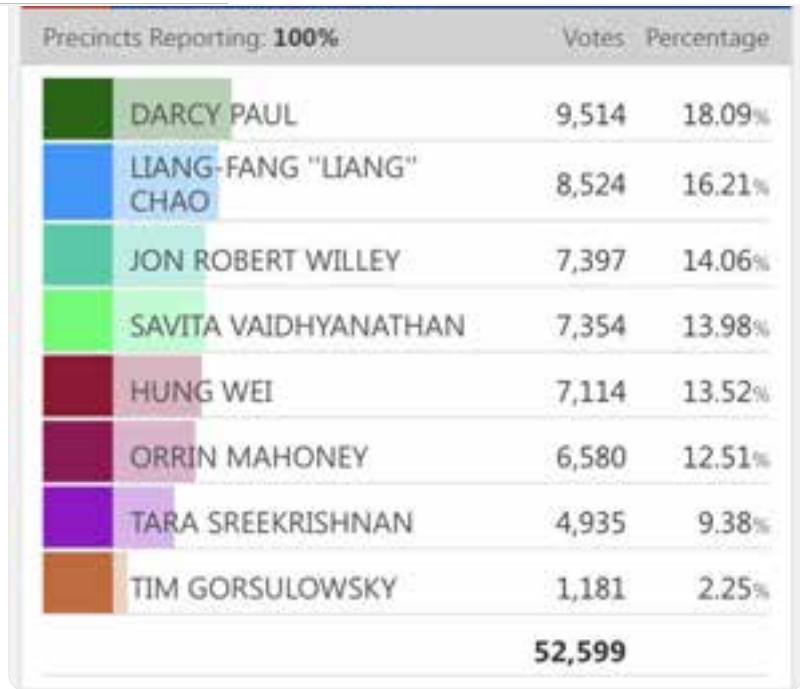 Precincts Reporting: 100% Votes Percentage
DARCY PAUL 9,514 18.09%
LIANG-FANG "LIANG"
CHAO 8,524 16.21%
JON ROBERT WILLEY 7,397 14.06%
SAVITA VAIDHYANATHAN 7,354 13.98%
HUNG WEI 7,114 13.52%
ORRIN MAHONEY 6,580 12.51%
TARA SREEKRISHNAN 4,935 9.38%
TIM GORSULOWSKY 1,181 2.25%
52,599